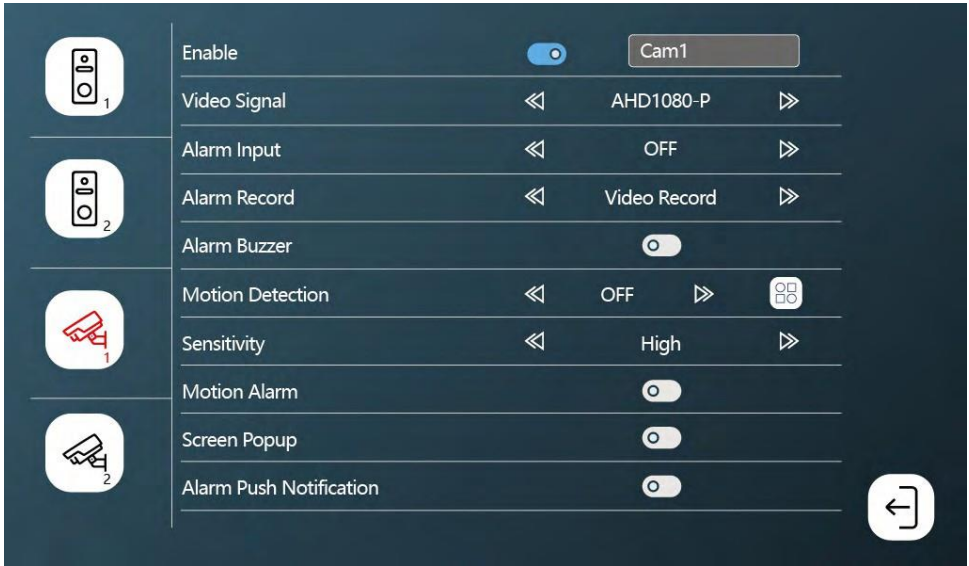 1
2
1
2
Enable Cam1
Video Signal AHD1080-P
Alarm Input OFF
Alarm Record Video Record
Alarm Buzzer
Motion Detection OFF
Sensitivity High
Motion Alarm
Screen Popup
Alarm Push Notification